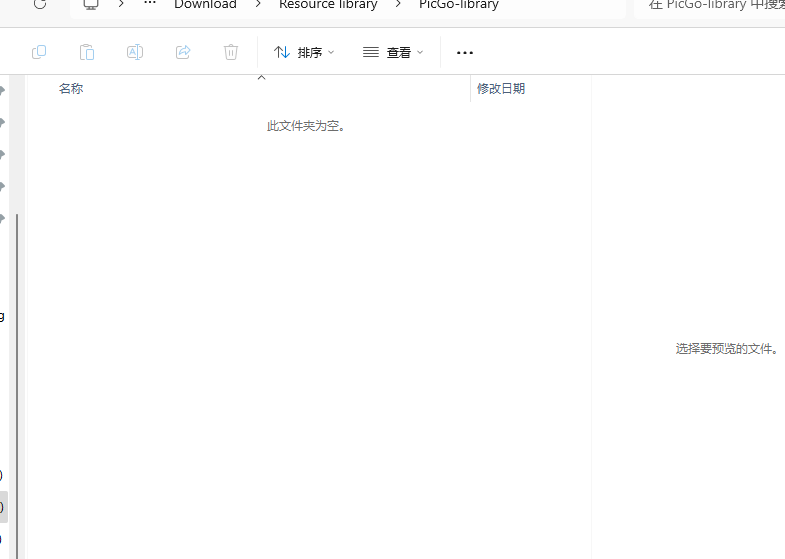 Download > Resource library > PicGo-library
在 PicGo-library 中搜索
排序 查看 ...
名称 修改日期
此文件夹为空。
g
选择要预览的文件。
)
)
)